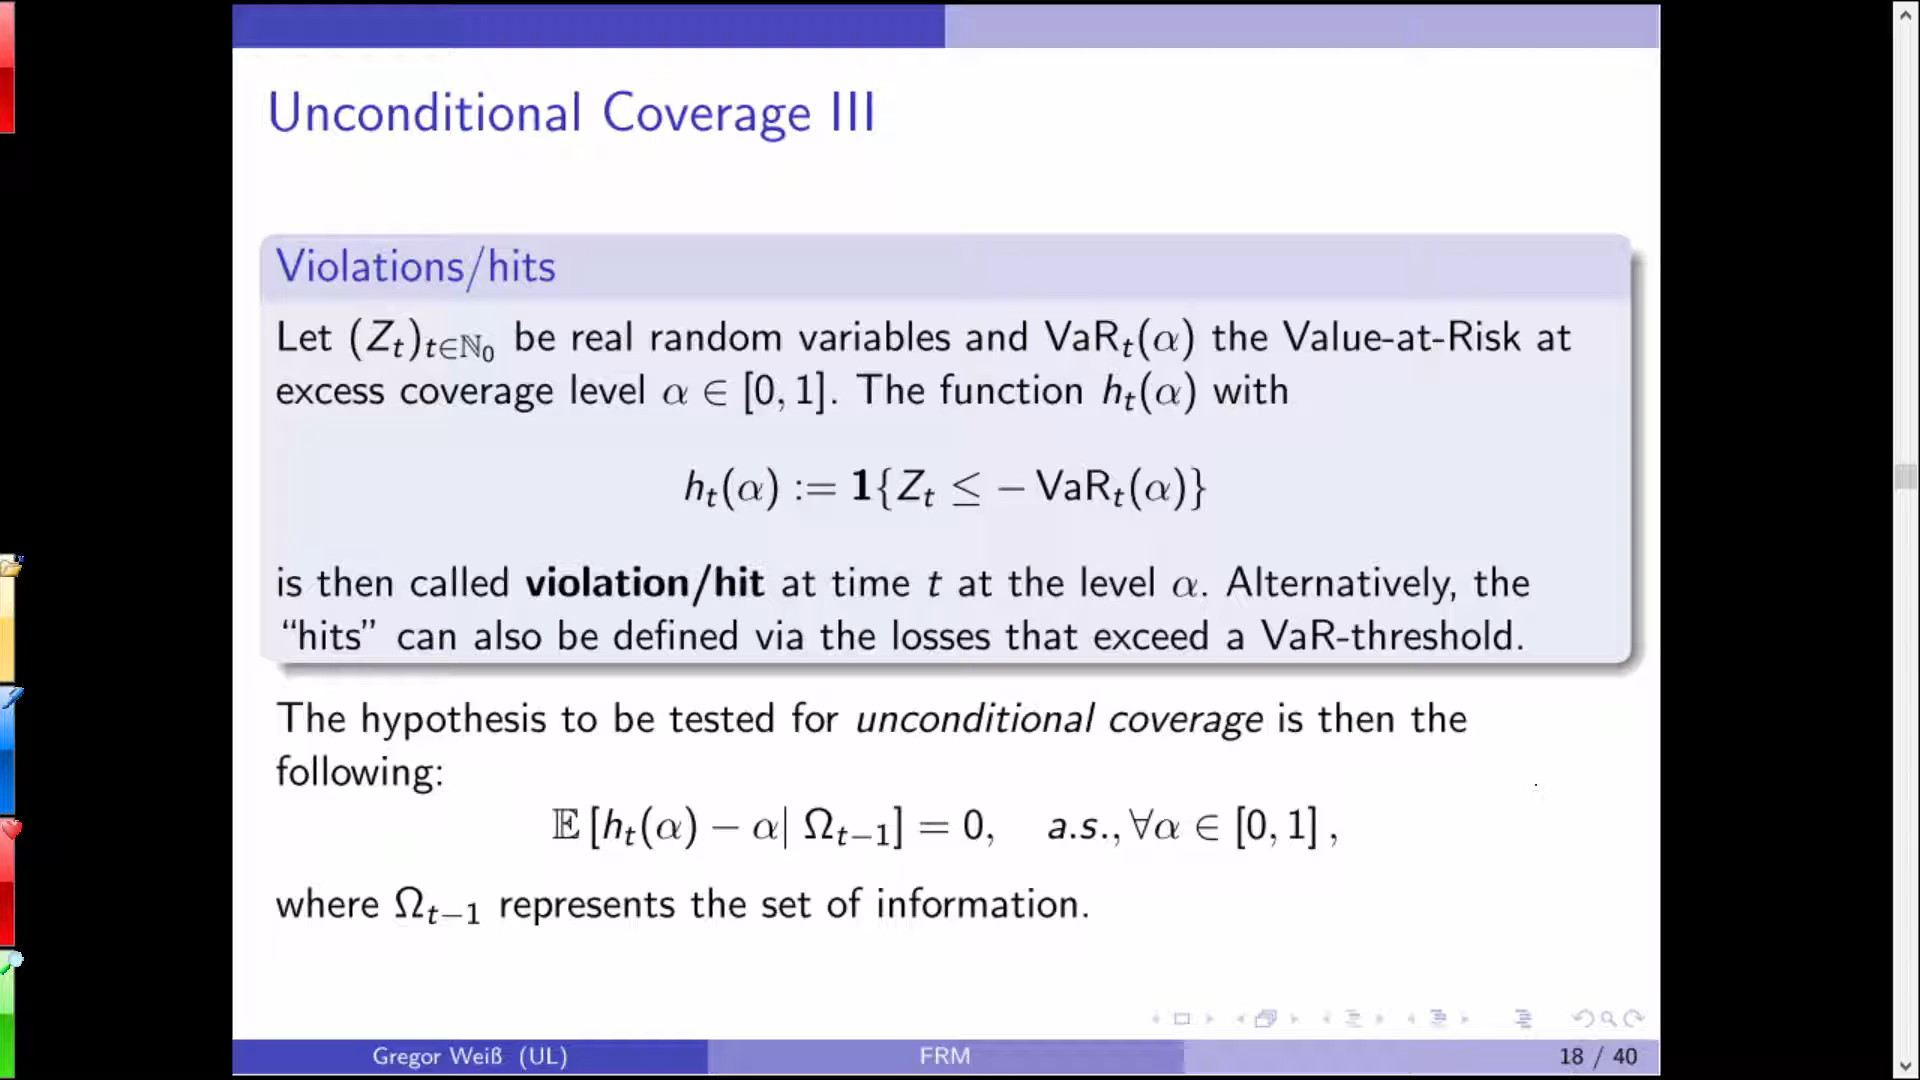 Unconditional Coverage III
Violations/hits
Let (Z_t)_{t∈ℕ_0} be real random variables and VaR_t(α) the Value-at-Risk at
excess coverage level α ∈ [0, 1]. The function h_t(α) with
h_t(α) := 1{Z_t ≤ − VaR_t(α)}
is then called violation/hit at time t at the level α. Alternatively, the
“hits” can also be defined via the losses that exceed a VaR-threshold.
The hypothesis to be tested for unconditional coverage is then the
following:
𝔼 [h_t(α) − α| Ω_{t−1}] = 0, a.s., ∀α ∈ [0, 1] ,
where Ω_{t−1} represents the set of information.
Gregor Weiß (UL) FRM 18 / 40